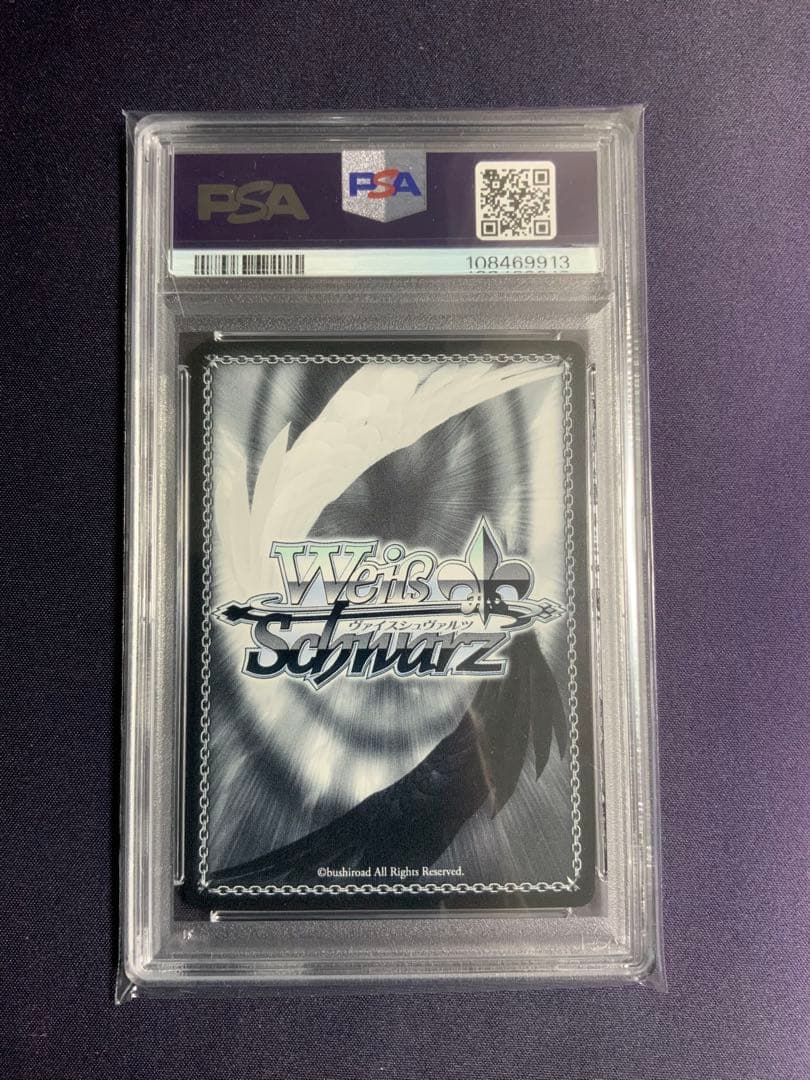 PSA
PSA
108469913
Weiß
ヴァイスシュヴァルツ
Schwarz
©bushiroad All Rights Reserved.